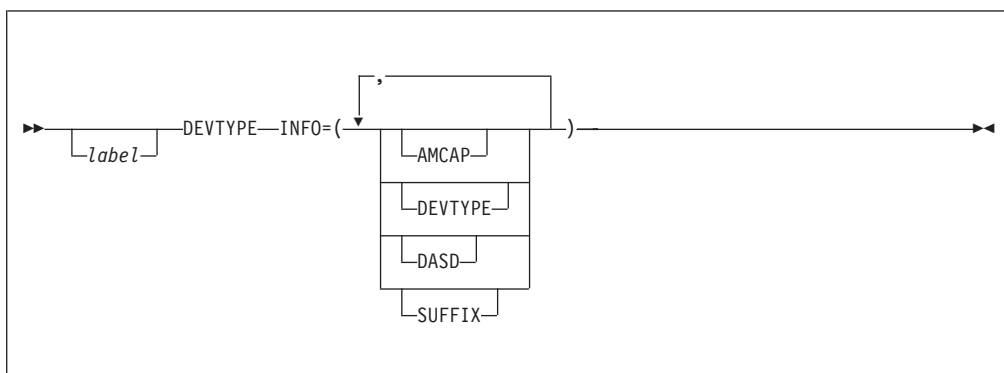 ,
DEVTYPE INFO=( )
label AMCAP
DEVTYPE
DASD
SUFFIX